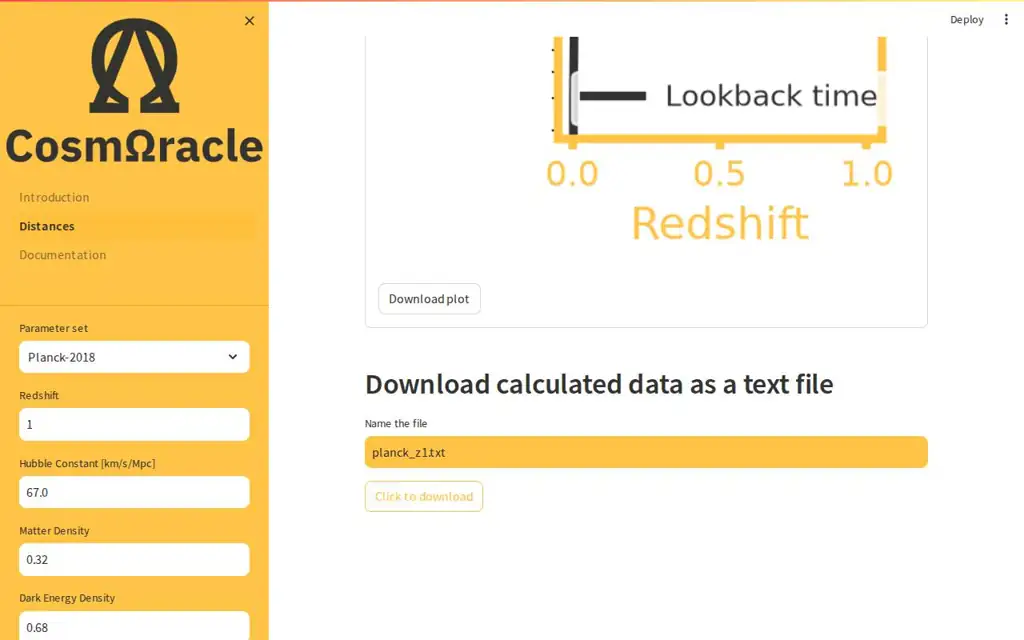 Deploy
CosmΩracle
Introduction
Distances
Documentation
Parameter set
Planck-2018
Redshift
1
Hubble Constant [km/s/Mpc]
67.0
Matter Density
0.32
Dark Energy Density
0.68
Lookback time
0.0 0.5 1.0
Redshift
Download plot
Download calculated data as a text file
Name the file
planck_z1.txt
Click to download